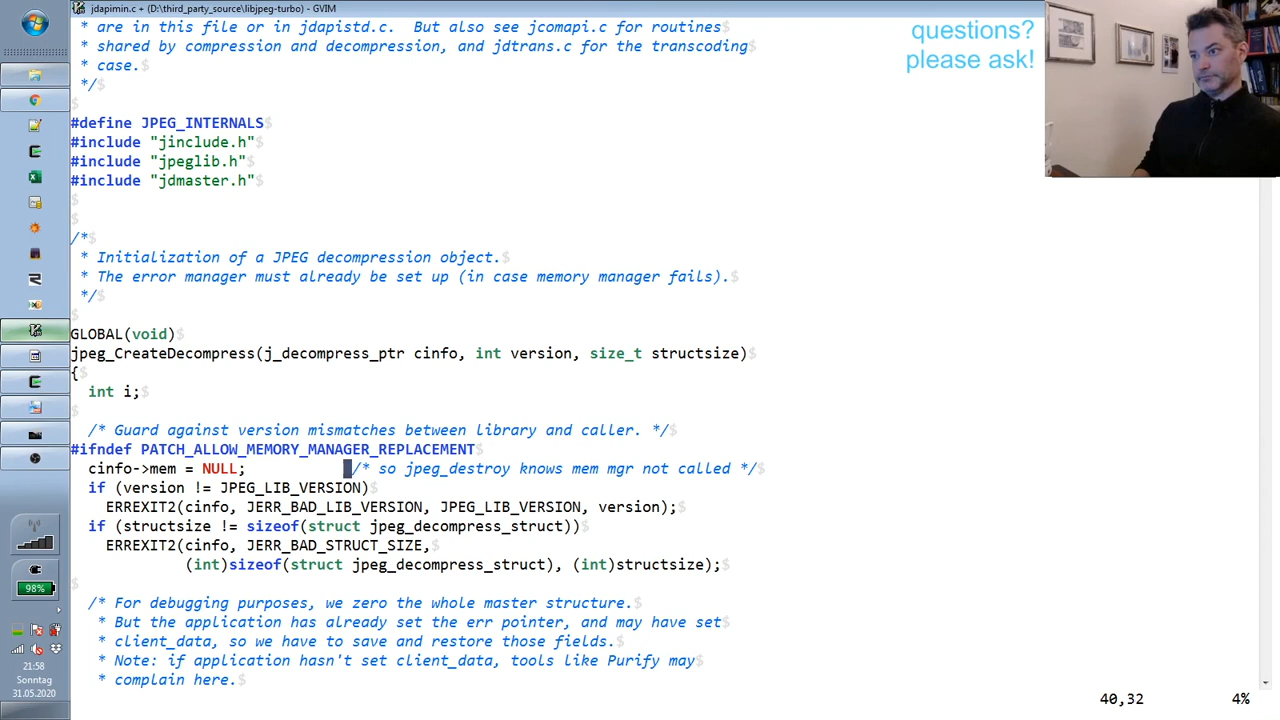 jdapimin.c + (D:\third_party_source\libjpeg-turbo) - GVIM
* are in this file or in jdapistd.c.  But also see jcomapi.c for routines$
* shared by compression and decompression, and jdtrans.c for the transcoding$
* case.$
*/$
$
#define JPEG_INTERNALS$
#include "jinclude.h"$
#include "jpeglib.h"$
#include "jdmaster.h"$
$
$
/*$
* Initialization of a JPEG decompression object.$
* The error manager must already be set up (in case memory manager fails).$
*/$
$
GLOBAL(void)$
jpeg_CreateDecompress(j_decompress_ptr cinfo, int version, size_t structsize)$
{$
int i;$
$
/* Guard against version mismatches between library and caller. */$
#ifndef PATCH_ALLOW_MEMORY_MANAGER_REPLACEMENT$
cinfo->mem = NULL; /* so jpeg_destroy knows mem mgr not called */$
if (version != JPEG_LIB_VERSION)$
ERREXIT2(cinfo, JERR_BAD_LIB_VERSION, JPEG_LIB_VERSION, version);$
if (structsize != sizeof(struct jpeg_decompress_struct))$
ERREXIT2(cinfo, JERR_BAD_STRUCT_SIZE,$
(int)sizeof(struct jpeg_decompress_struct), (int)structsize);$
$
/* For debugging purposes, we zero the whole master structure.$
* But the application has already set the err pointer, and may have set$
* client_data, so we have to save and restore those fields.$
* Note: if application hasn't set client_data, tools like Purify may$
* complain here.$
40,32 4%
questions?
please ask!
98%
21:58
Sonntag
31.05.2020